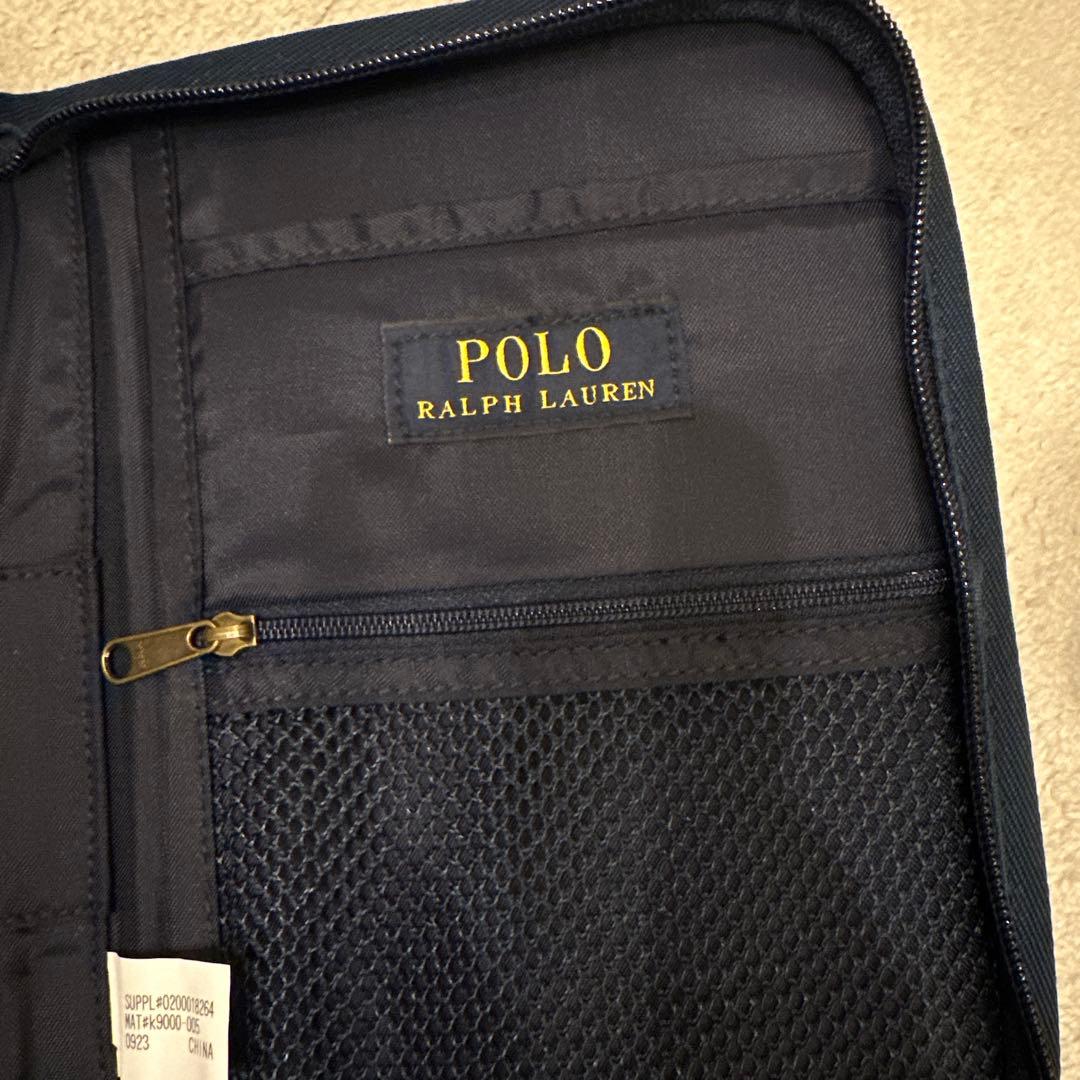 POLO
RALPH LAUREN
SUPPL#0200018264
MAT#k9000-005
0923 CHINA